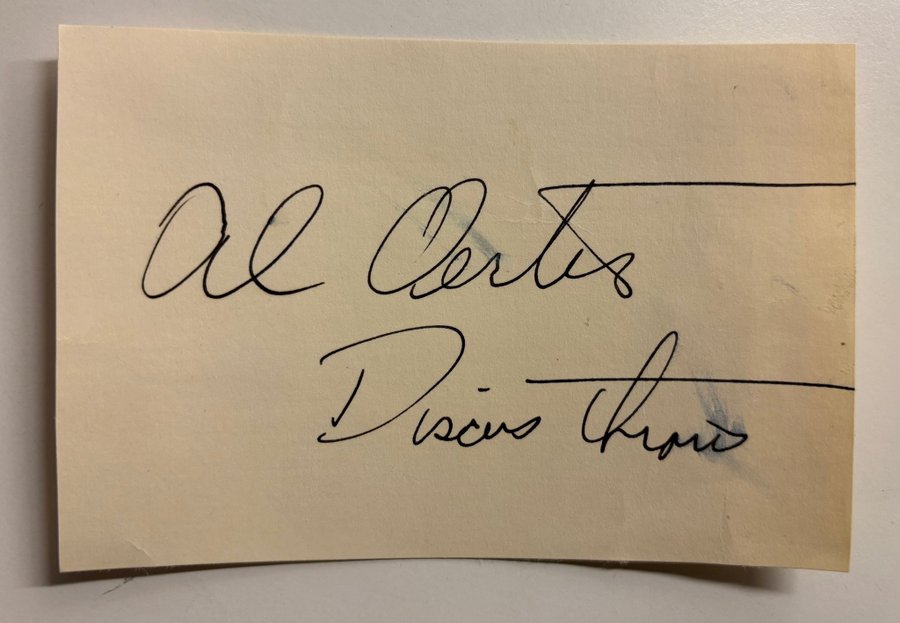 Al Oerter
Discus Throw